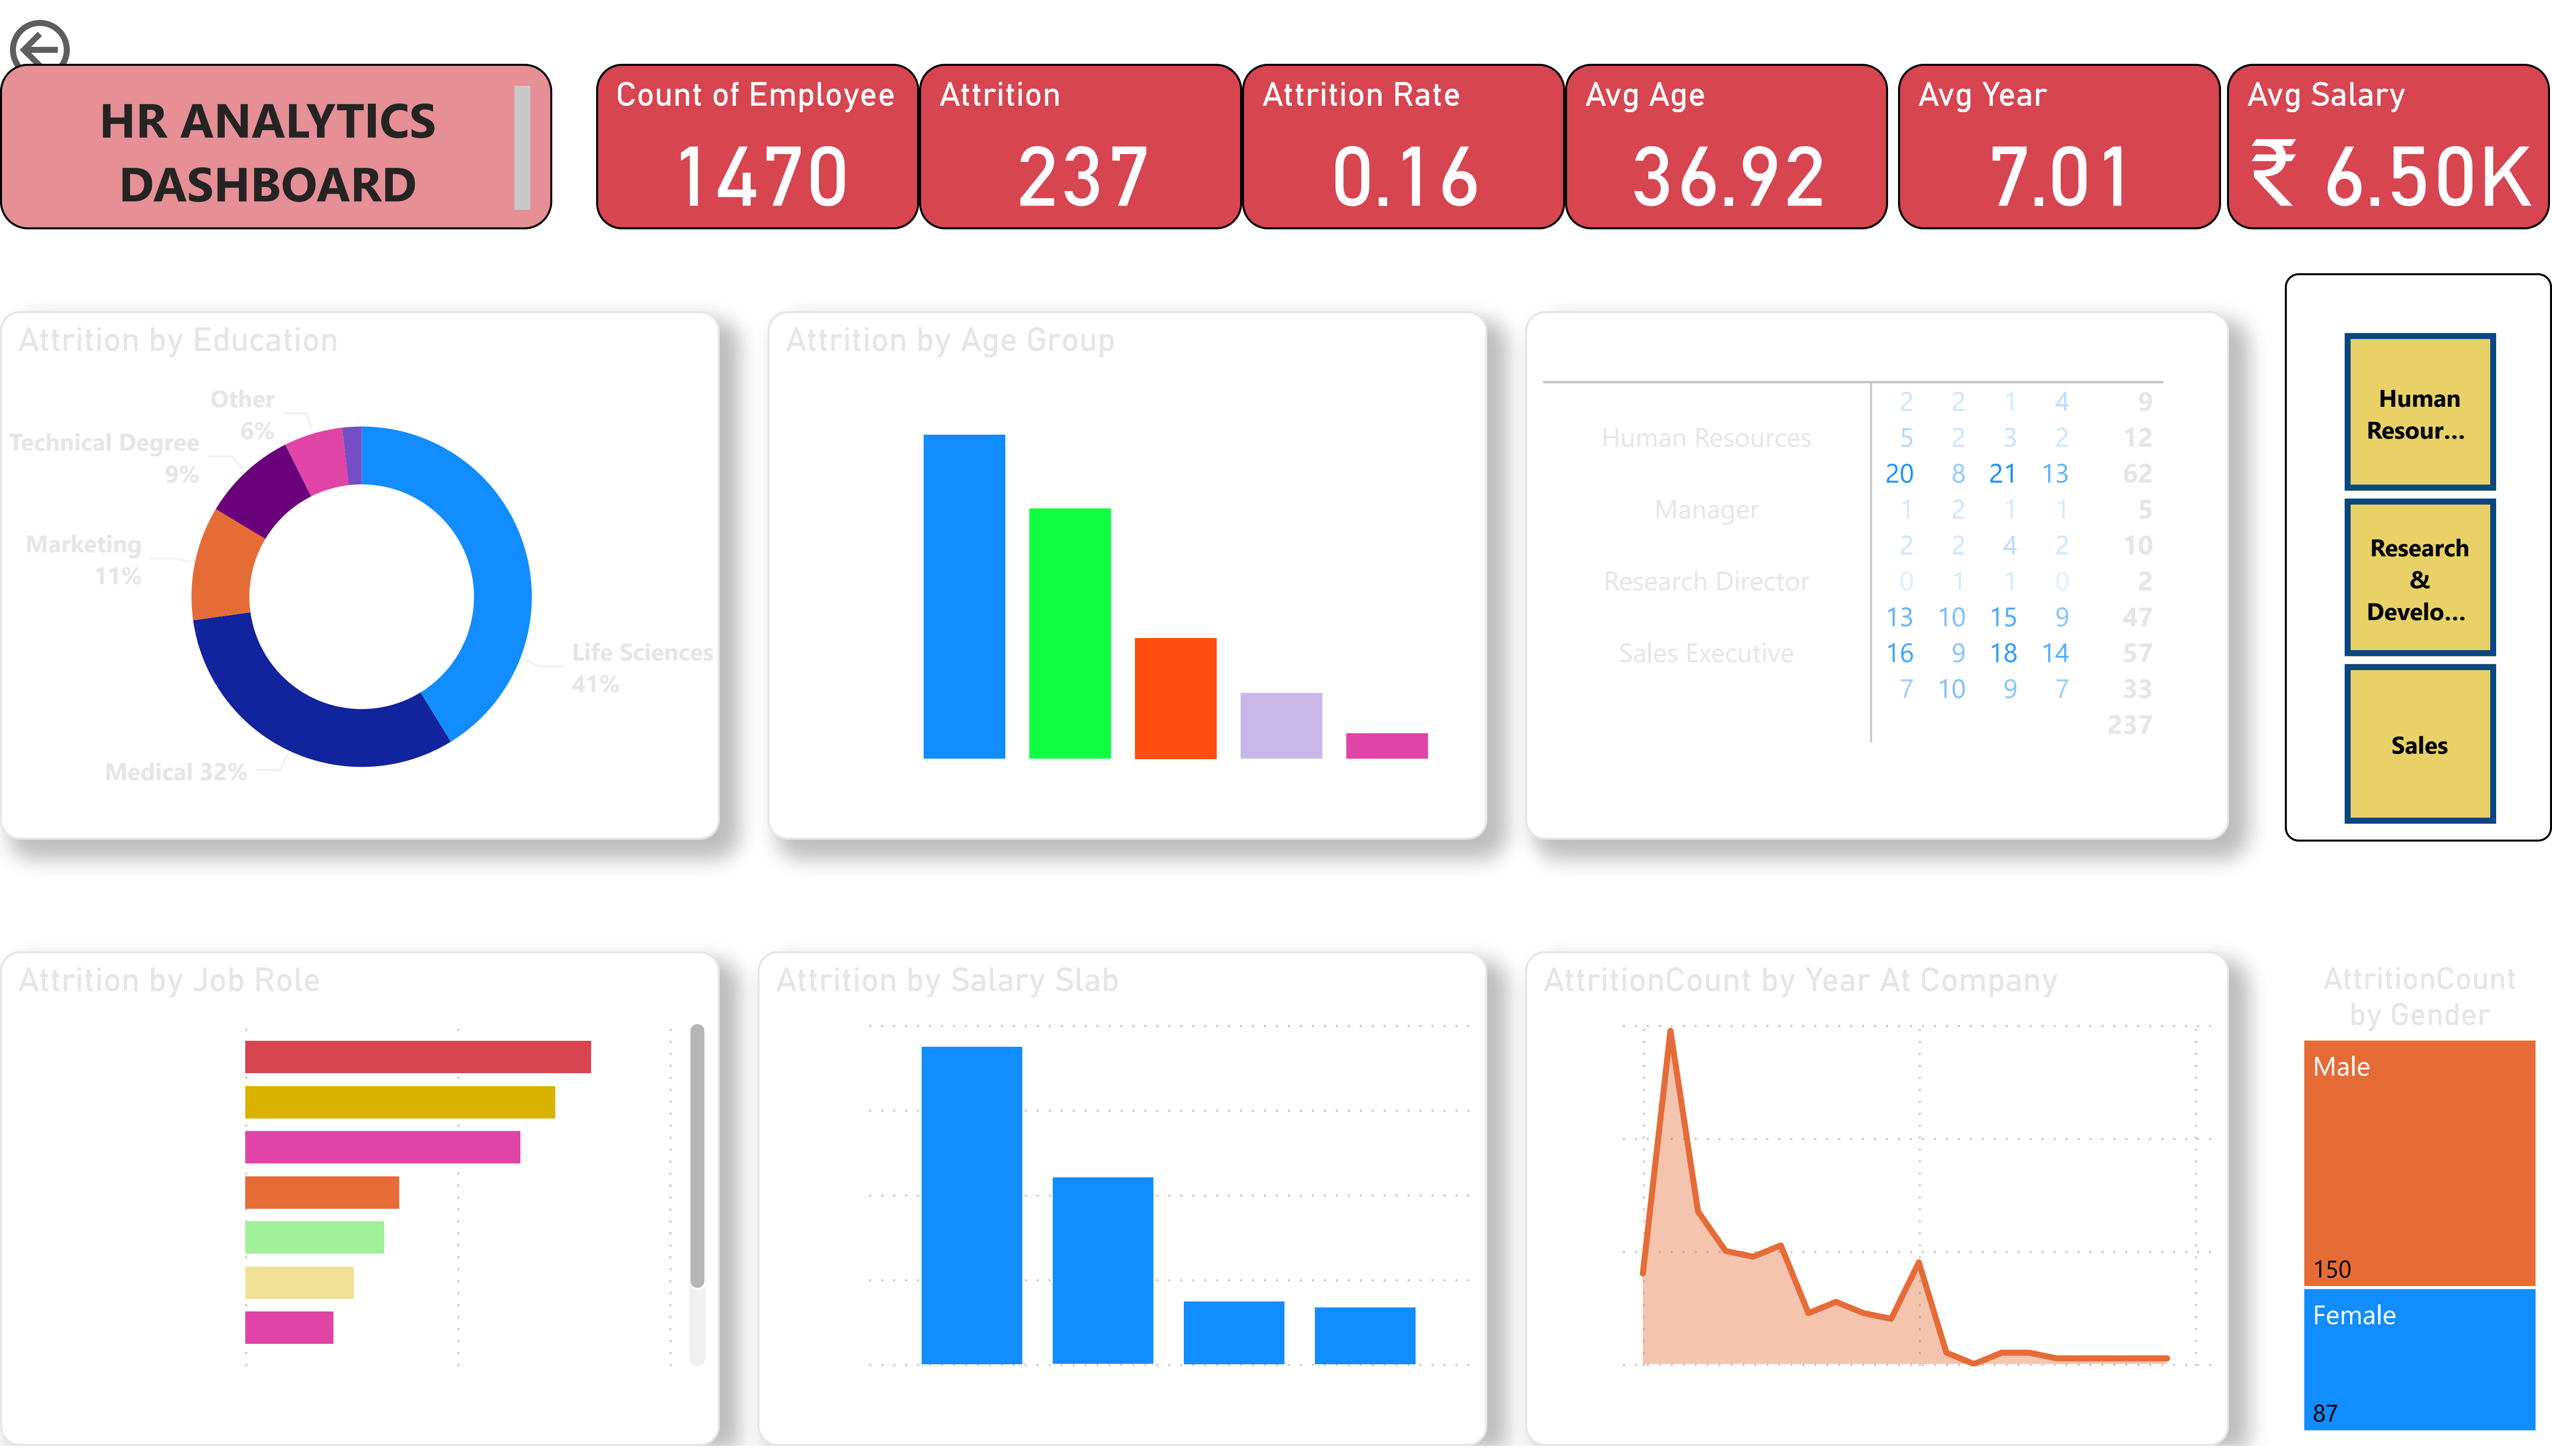 HR ANALYTICS
DASHBOARD
Count of Employee
1470
Attrition
237
Attrition Rate
0.16
Avg Age
36.92
Avg Year
7.01
Avg Salary
₹ 6.50K
Attrition by Education
Other
6%
Technical Degree
9%
Marketing
11%
Life Sciences
41%
Medical 32%
Attrition by Age Group
2 2 1 4 9
Human Resources 5 2 3 2 12
20 8 21 13 62
Manager 1 2 1 1 5
2 2 4 2 10
Research Director 0 1 1 0 2
13 10 15 9 47
Sales Executive 16 9 18 14 57
7 10 9 7 33
237
Human
Resour...
Research
&
Develo...
Sales
Attrition by Job Role
Attrition by Salary Slab
AttritionCount by Year At Company
AttritionCount
by Gender
Male
150
Female
87